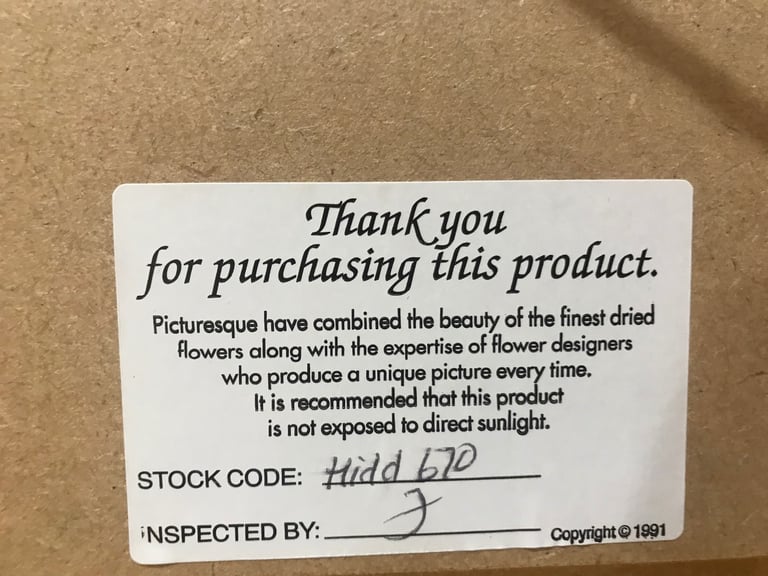 Thank you
for purchasing this product.
Picturesque have combined the beauty of the finest dried
flowers along with the expertise of flower designers
who produce a unique picture every time.
It is recommended that this product
is not exposed to direct sunlight.
STOCK CODE: Hidd 670
INSPECTED BY:
Copyright © 1991